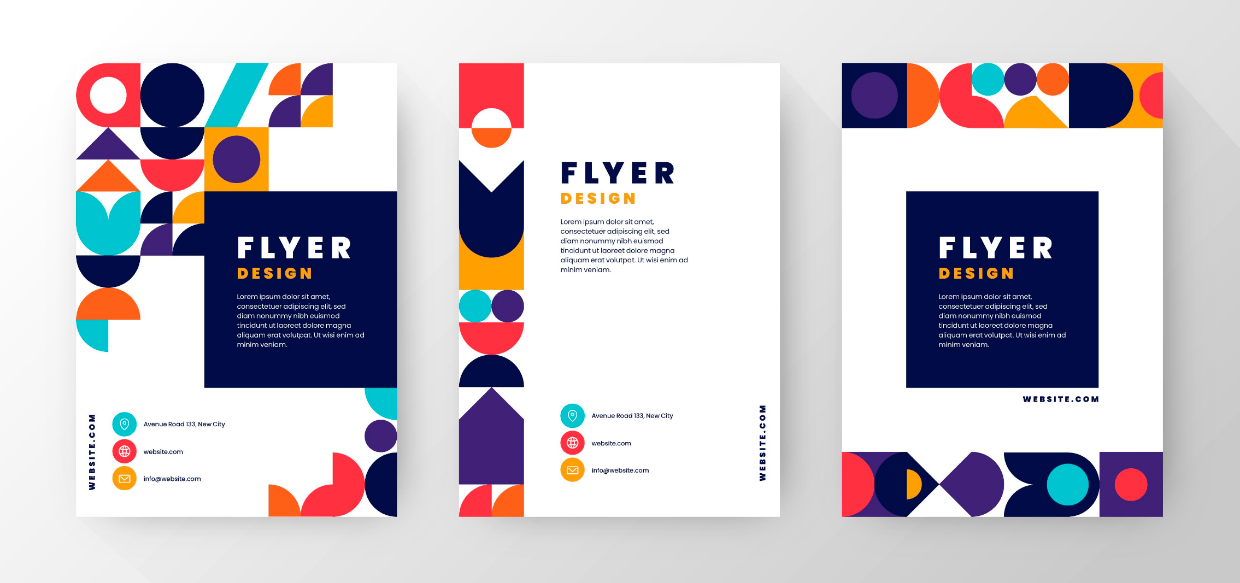 FLYER
DESIGN
Lorem ipsum dolor sit amet,
consectetuer adipiscing elit, sed
diam nonummy nibh euismod
tincidunt ut laoreet dolore magna
aliquam erat volutpat. Ut wisi enim ad
minim veniam.
WEBSITE.COM
Avenue Road 133, New City
website.com
info@website.com
FLYER
DESIGN
Lorem ipsum dolor sit amet,
consectetuer adipiscing elit, sed
diam nonummy nibh euismod
tincidunt ut laoreet dolore magna
aliquam erat volutpat. Ut wisi enim ad
minim veniam.
Avenue Road 133, New City
website.com
info@website.com
WEBSITE.COM
FLYER
DESIGN
Lorem ipsum dolor sit amet,
consectetuer adipiscing elit, sed
diam nonummy nibh euismod
tincidunt ut laoreet dolore magna
aliquam erat volutpat. Ut wisi enim ad
minim veniam.
WEBSITE.COM